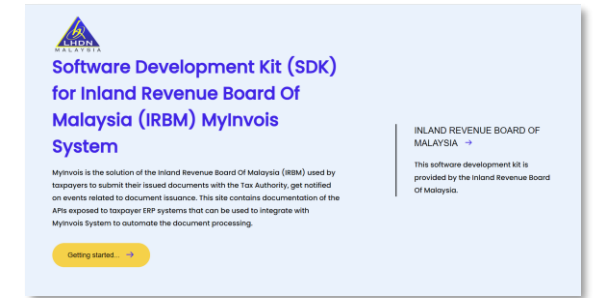 LHDN
MALAYSIA
Software Development Kit (SDK)
for Inland Revenue Board Of
Malaysia (IRBM) MyInvois
System
MyInvois is the solution of the Inland Revenue Board Of Malaysia (IRBM) used by
taxpayers to submit their issued documents with the Tax Authority, get notified
on events related to document issuance. This site contains documentation of the
APIs exposed to taxpayer ERP systems that can be used to integrate with
MyInvois System to automate the document processing.
Getting started... →
INLAND REVENUE BOARD OF
MALAYSIA →
This software development kit is
provided by the Inland Revenue Board
Of Malaysia.